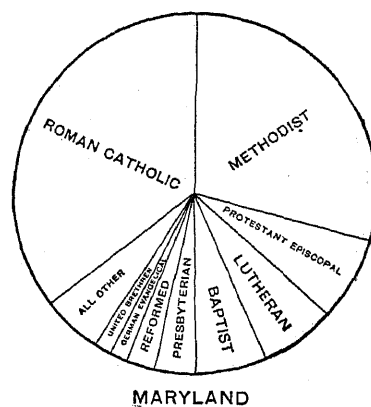 ROMAN CATHOLIC
METHODIST
PROTESTANT EPISCOPAL
LUTHERAN
BAPTIST
PRESBYTERIAN
REFORMED
GERMAN EVANGELICAL
UNITED BRETHREN
ALL OTHER
MARYLAND